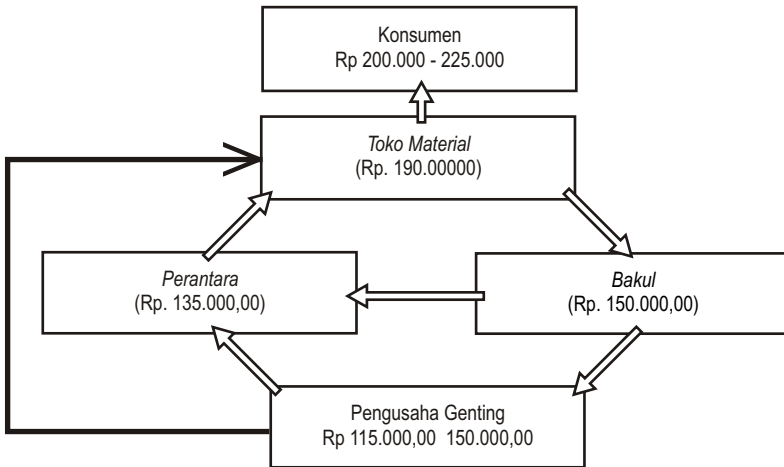 Konsumen
Rp 200.000 - 225.000
Toko Material
(Rp. 190.00000)
Perantara
(Rp. 135.000,00)
Bakul
(Rp. 150.000,00)
Pengusaha Genting
Rp 115.000,00 150.000,00